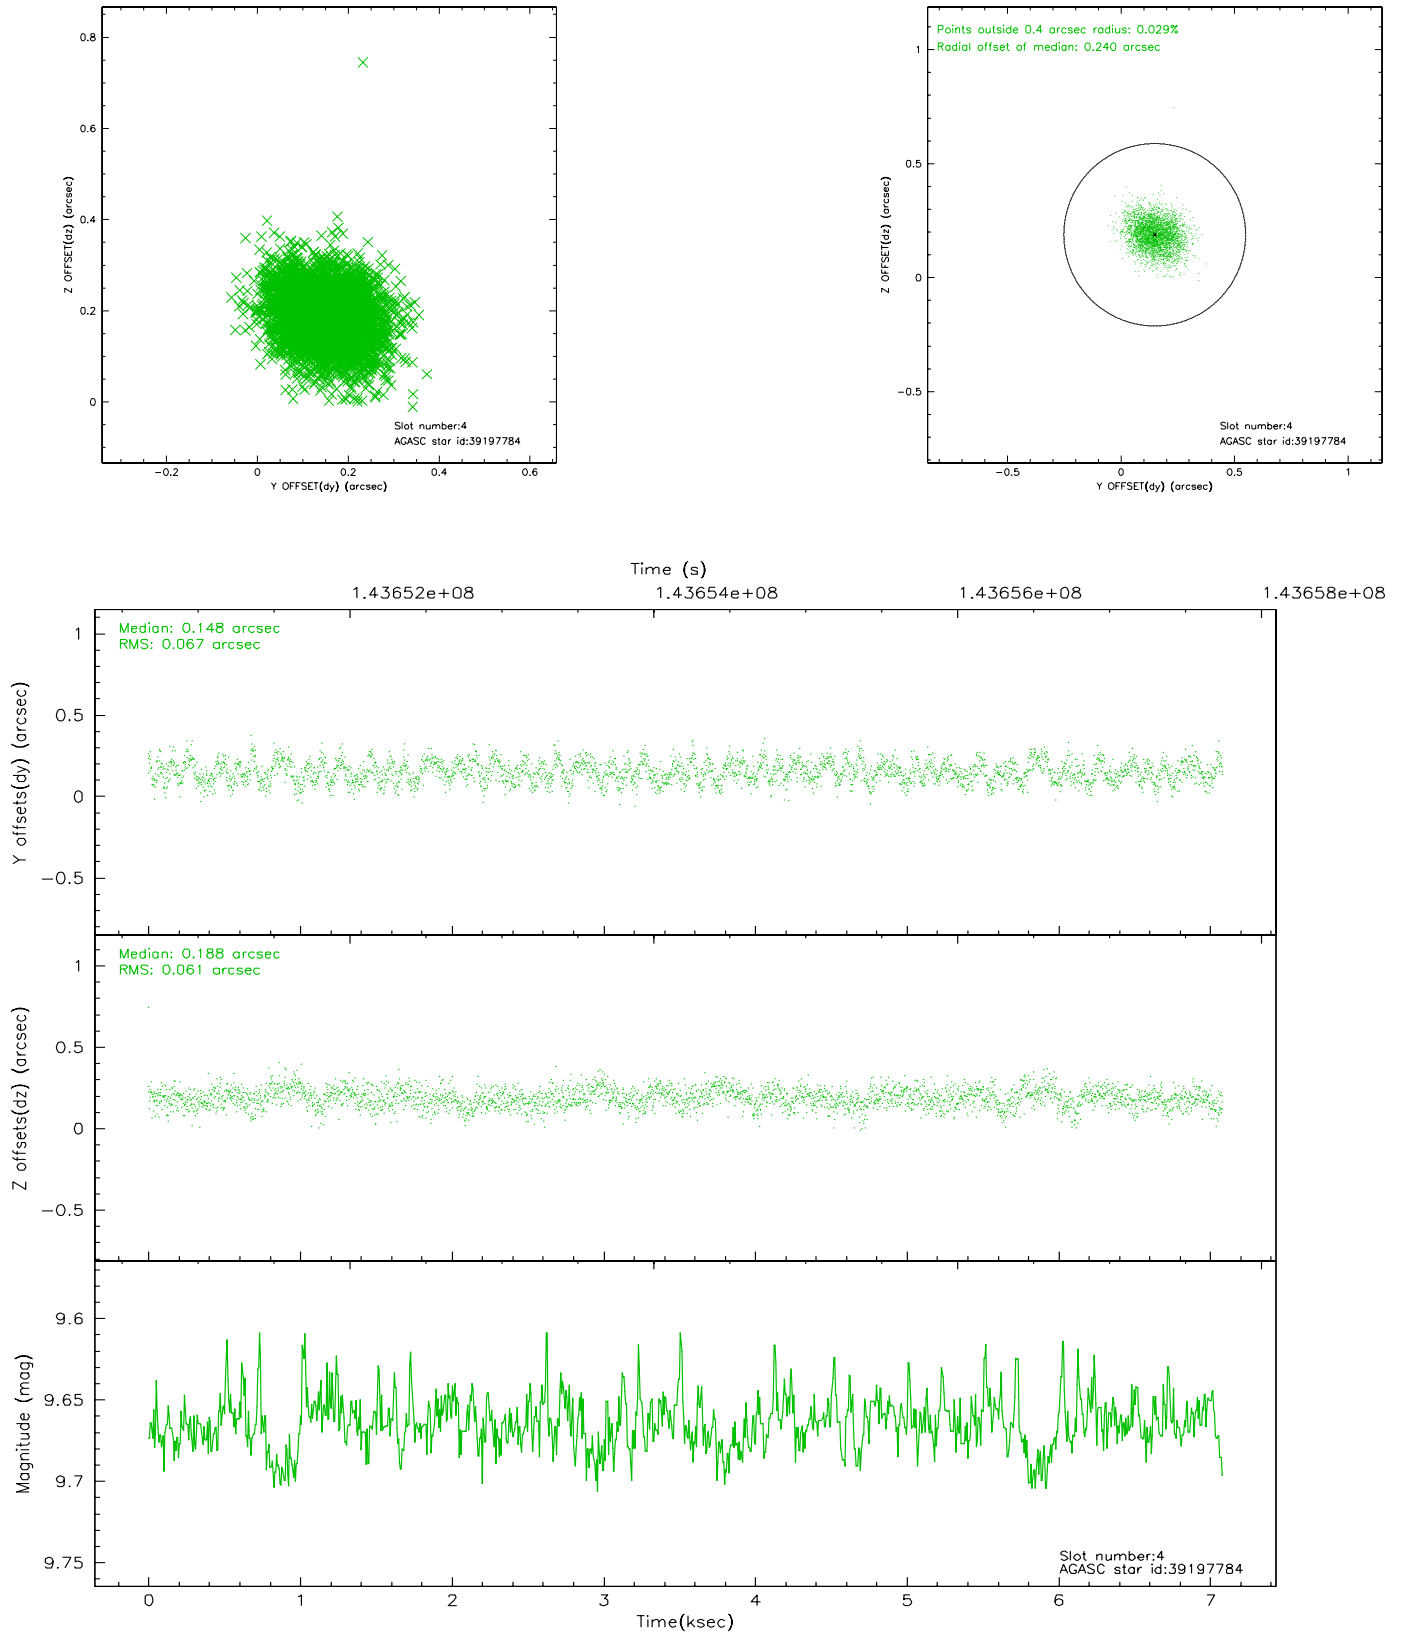 0.8
0.6
0.4
0.2
0
Z OFFSET(dz) (arcsec)
Slot number:4
AGASC star id:39197784
−0.2 0 0.2 0.4 0.6
Y OFFSET(dy) (arcsec)
Points outside 0.4 arcsec radius: 0.029%
Radial offset of median: 0.240 arcsec
1
0.5
0
−0.5
Z OFFSET(dz) (arcsec)
Slot number:4
AGASC star id:39197784
−0.5 0 0.5 1
Y OFFSET(dy) (arcsec)
Time (s)
1.43652e+08 1.43654e+08 1.43656e+08 1.43658e+08
Median: 0.148 arcsec
RMS: 0.067 arcsec
1
0.5
0
−0.5
Y offsets(dy) (arcsec)
Median: 0.188 arcsec
RMS: 0.061 arcsec
1
0.5
0
−0.5
Z offsets(dz) (arcsec)
9.6
9.65
9.7
9.75
Magnitude (mag)
Slot number:4
AGASC star id:39197784
0 1 2 3 4 5 6 7
Time(ksec)